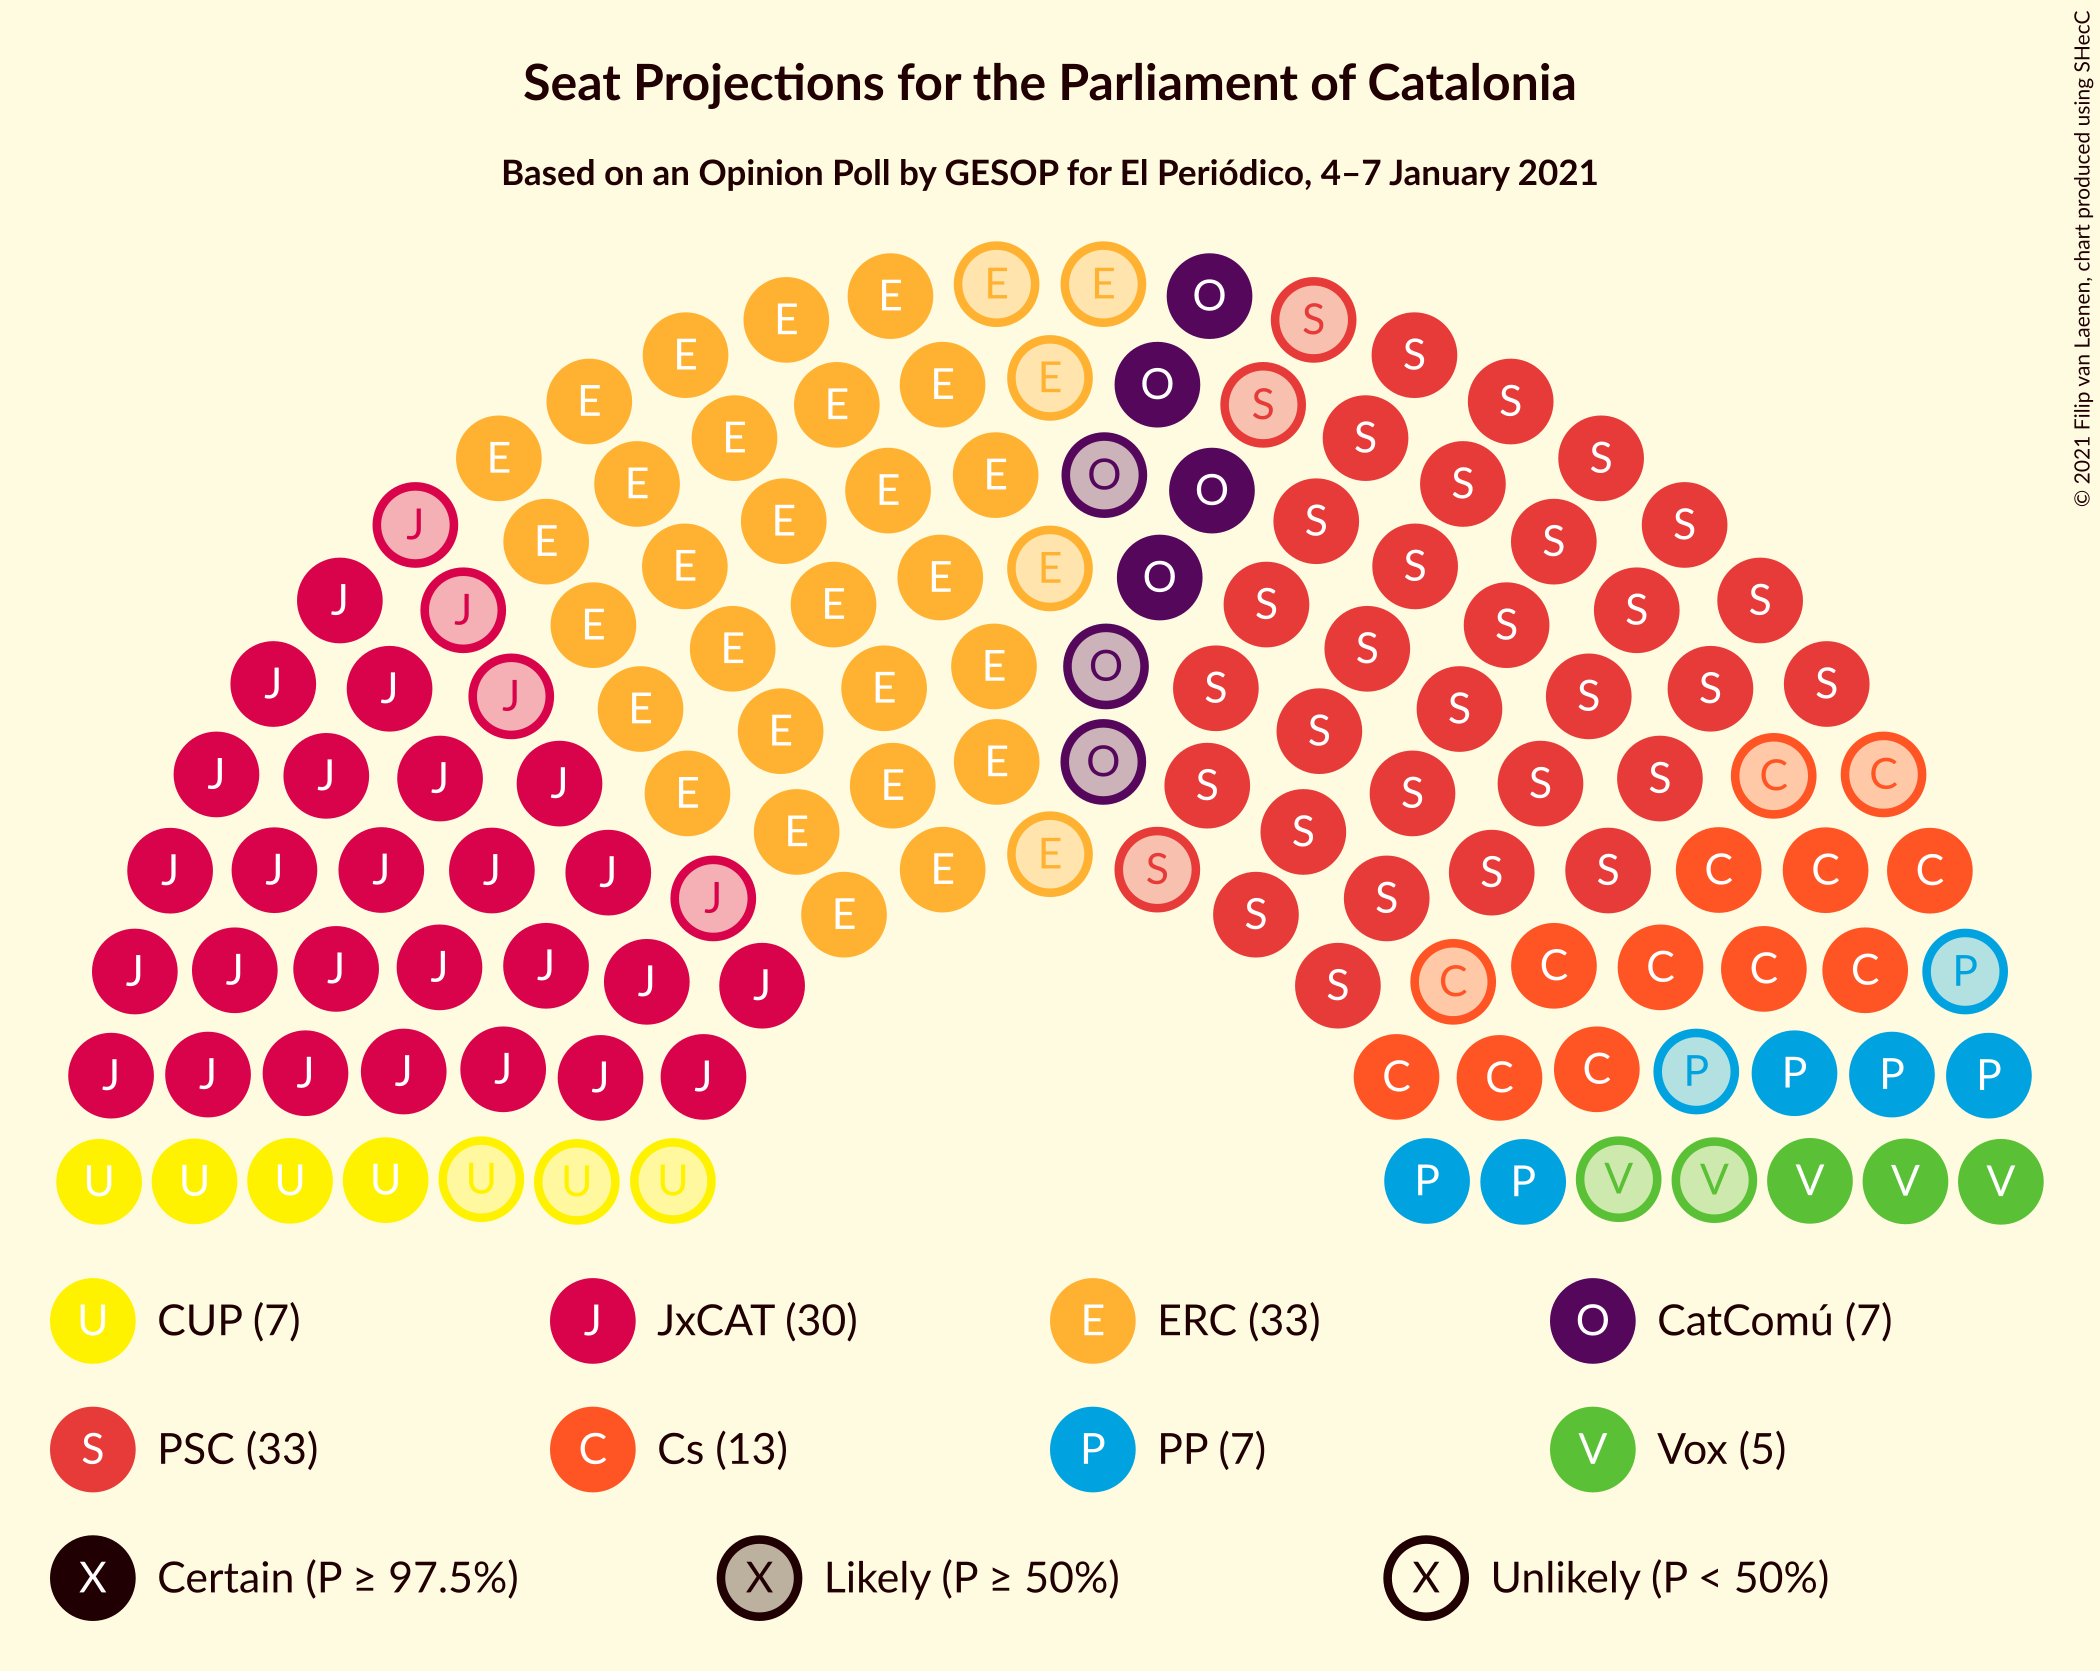 Seat Projections for the Parliament of Catalonia
Based on an Opinion Poll by GESOP for El Periódico, 4–7 January 2021
© 2021 Filip van Laenen, chart produced using SHecC
E E E O S
E E S
E E E O S S
E E S S
E E E O O S S
J E E S S
E E E O S S
J E E S S
J E E E O S S
J E E S S
J J E E E O S S S
J E E S S
J J J E E E O S S C C
J E E S S
J J J J J E E E S S S S C C C
J E S
J J J J J J J S C C C C C P
J J J J J J J C C C P P P P
U U U U U U U P P V V V V V
U CUP (7)
J JxCAT (30)
E ERC (33)
O CatComú (7)
S PSC (33)
C Cs (13)
P PP (7)
V Vox (5)
X Certain (P ≥ 97.5%)
X Likely (P ≥ 50%)
X Unlikely (P < 50%)